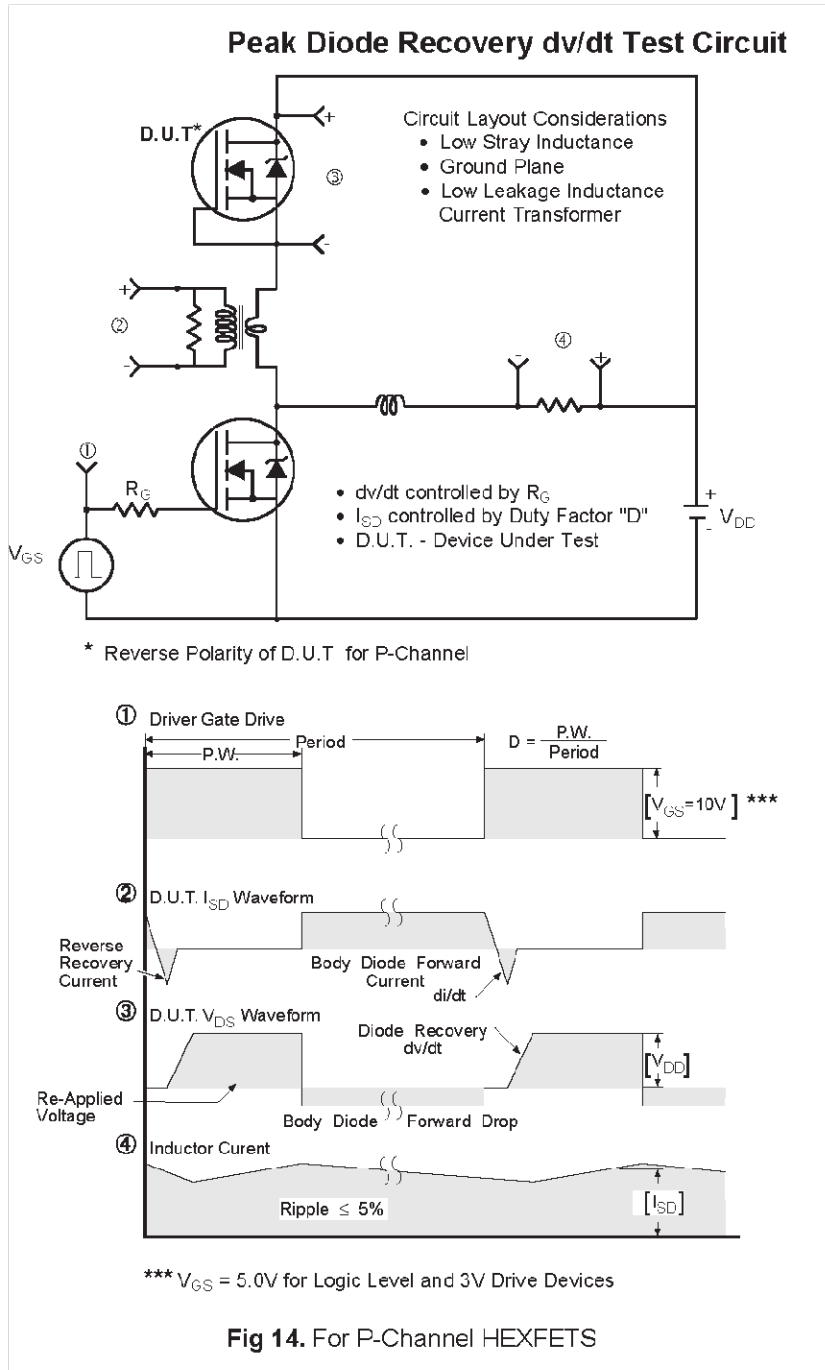 Peak Diode Recovery dv/dt Test Circuit
D.U.T*
+
-
③
Circuit Layout Considerations
• Low Stray Inductance
• Ground Plane
• Low Leakage Inductance
Current Transformer
+
②
-
④
- +
①
RG
VGS
• dv/dt controlled by RG
• ISD controlled by Duty Factor "D"
• D.U.T. - Device Under Test
+
VDD
-
* Reverse Polarity of D.U.T for P-Channel
① Driver Gate Drive
P.W.
Period
D = P.W.
Period
[VGS=10V] ***
② D.U.T. ISD Waveform
Reverse
Recovery
Current
Body Diode Forward
Current
di/dt
③ D.U.T. VDS Waveform
Diode Recovery
dv/dt
[VDD]
Re-Applied
Voltage
Body Diode Forward Drop
④ Inductor Curent
Ripple ≤ 5%
[ISD]
*** VGS = 5.0V for Logic Level and 3V Drive Devices
Fig 14. For P-Channel HEXFETS